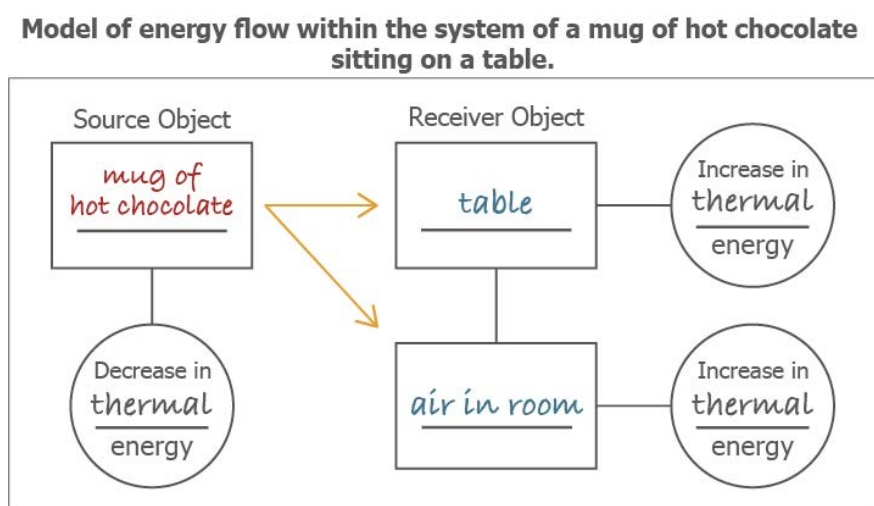 Model of energy flow within the system of a mug of hot chocolate
sitting on a table.
Source Object
mug of
hot chocolate
Decrease in
thermal
energy
Receiver Object
table
Increase in
thermal
energy
air in room
Increase in
thermal
energy